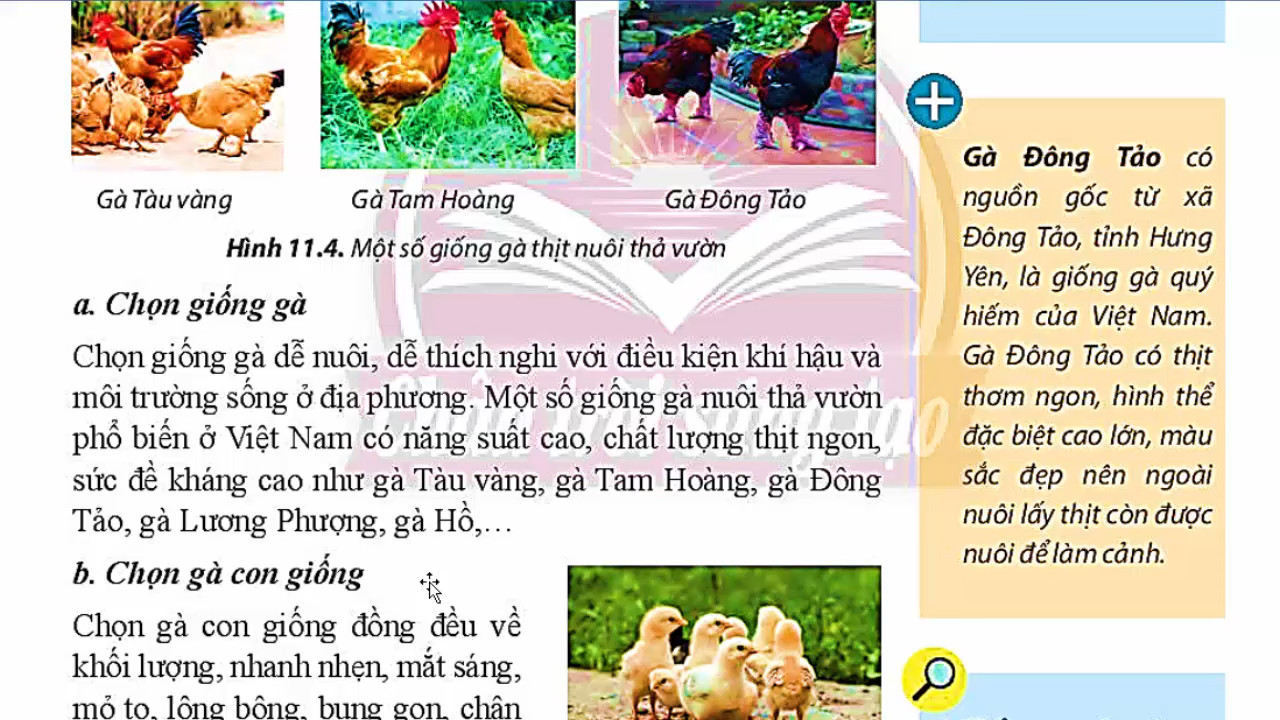 Gà Tàu vàng
Gà Tam Hoàng
Gà Đông Tảo
Hình 11.4. Một số giống gà thịt nuôi thả vườn
a. Chọn giống gà
Chọn giống gà dễ nuôi, dễ thích nghi với điều kiện khí hậu và
môi trường sống ở địa phương. Một số giống gà nuôi thả vườn
phổ biến ở Việt Nam có năng suất cao, chất lượng thịt ngon,
sức đề kháng cao như gà Tàu vàng, gà Tam Hoàng, gà Đông
Tảo, gà Lương Phượng, gà Hồ,...
b. Chọn gà con giống
Chọn gà con giống đồng đều về
khối lượng, nhanh nhẹn, mắt sáng,
mỏ to, lông bông, bụng gọn, chân
Gà Đông Tảo có
nguồn gốc từ xã
Đông Tảo, tỉnh Hưng
Yên, là giống gà quý
hiếm của Việt Nam.
Gà Đông Tảo có thịt
thơm ngon, hình thể
đặc biệt cao lớn, màu
sắc đẹp nên ngoài
nuôi lấy thịt còn được
nuôi để làm cảnh.
Chân trời sáng tạo